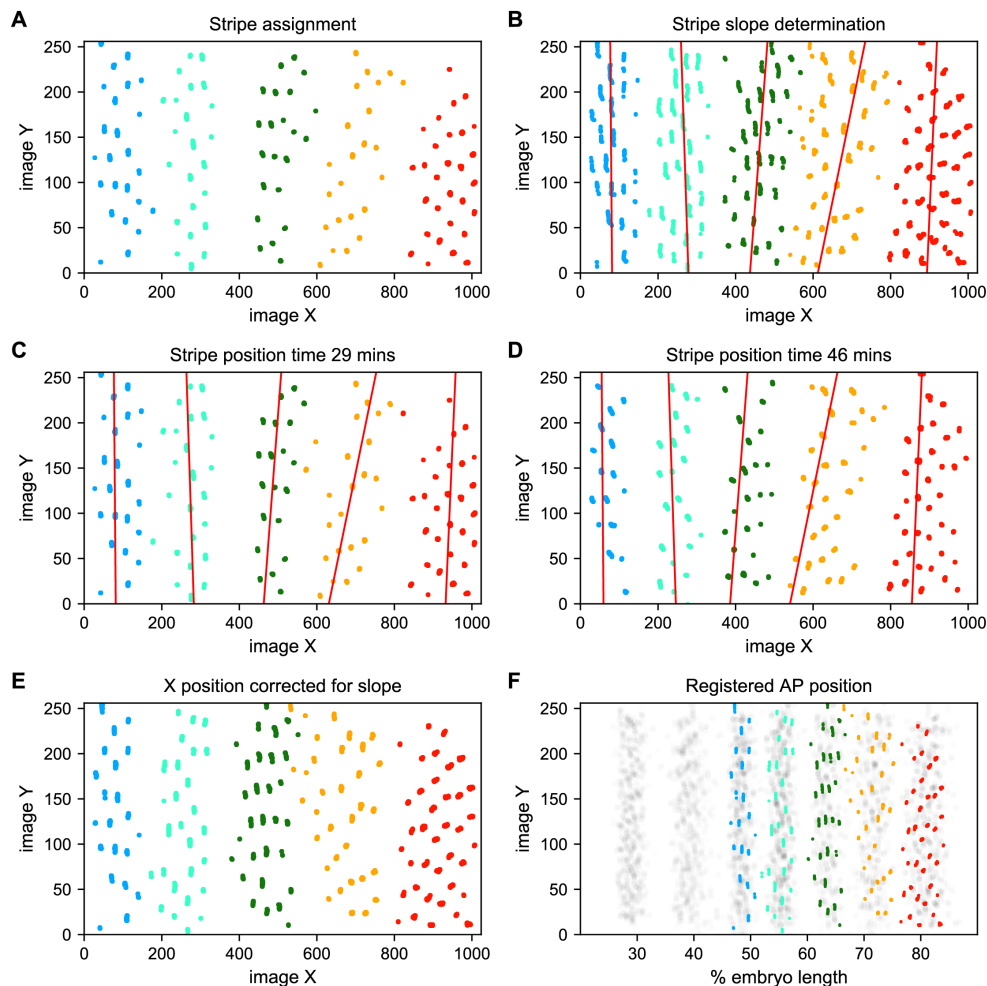 A Stripe assignment
250
200
150
100
50
0
image Y
0 200 400 600 800 1000
image X
B Stripe slope determination
250
200
150
100
50
0
image Y
0 200 400 600 800 1000
image X
C Stripe position time 29 mins
250
200
150
100
50
0
image Y
0 200 400 600 800 1000
image X
D Stripe position time 46 mins
250
200
150
100
50
0
image Y
0 200 400 600 800 1000
image X
E X position corrected for slope
250
200
150
100
50
0
image Y
0 200 400 600 800 1000
image X
F Registered AP position
250
200
150
100
50
0
image Y
30 40 50 60 70 80
% embryo length